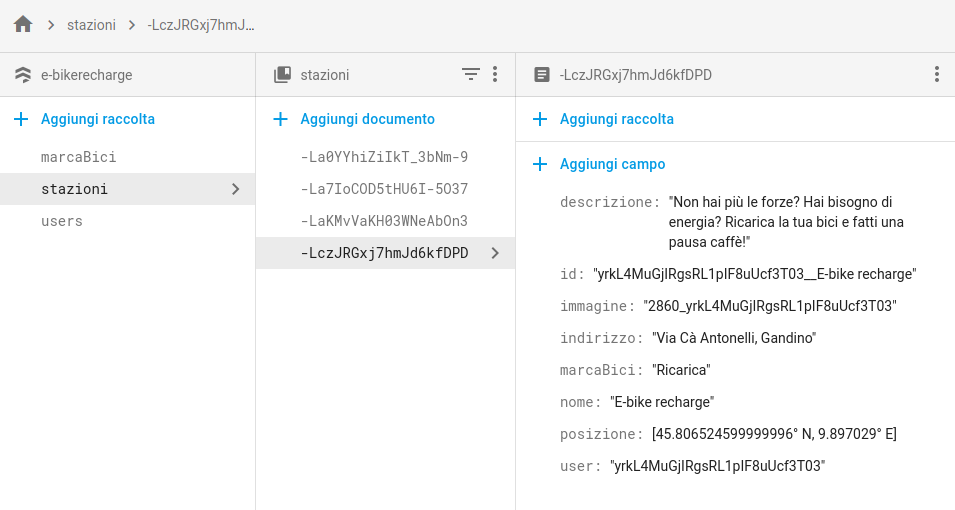 stazioni
-LczJRGxj7hmJ...
e-bikerecharge
stazioni
-LczJRGxj7hmJd6kfDPD
Aggiungi raccolta
Aggiungi documento
Aggiungi raccolta
marcaBici
stazioni
users
-La0YYhiZiIkT_3bNm-9
-La7IoCOD5tHU6I-5O37
-LaKMvVaKH03WNeAbOn3
-LczJRGxj7hmJd6kfDPD
Aggiungi campo
descrizione: "Non hai più le forze? Hai bisogno di
energia? Ricarica la tua bici e fatti una
pausa caffè!"
id: "yrkL4MuGjlRgsRL1pIF8uUcf3T03__E-bike recharge"
immagine: "2860_yrkL4MuGjlRgsRL1pIF8uUcf3T03"
indirizzo: "Via Cà Antonelli, Gandino"
marcaBici: "Ricarica"
nome: "E-bike recharge"
posizione: [45.806524599999996° N, 9.897029° E]
user: "yrkL4MuGjlRgsRL1pIF8uUcf3T03"